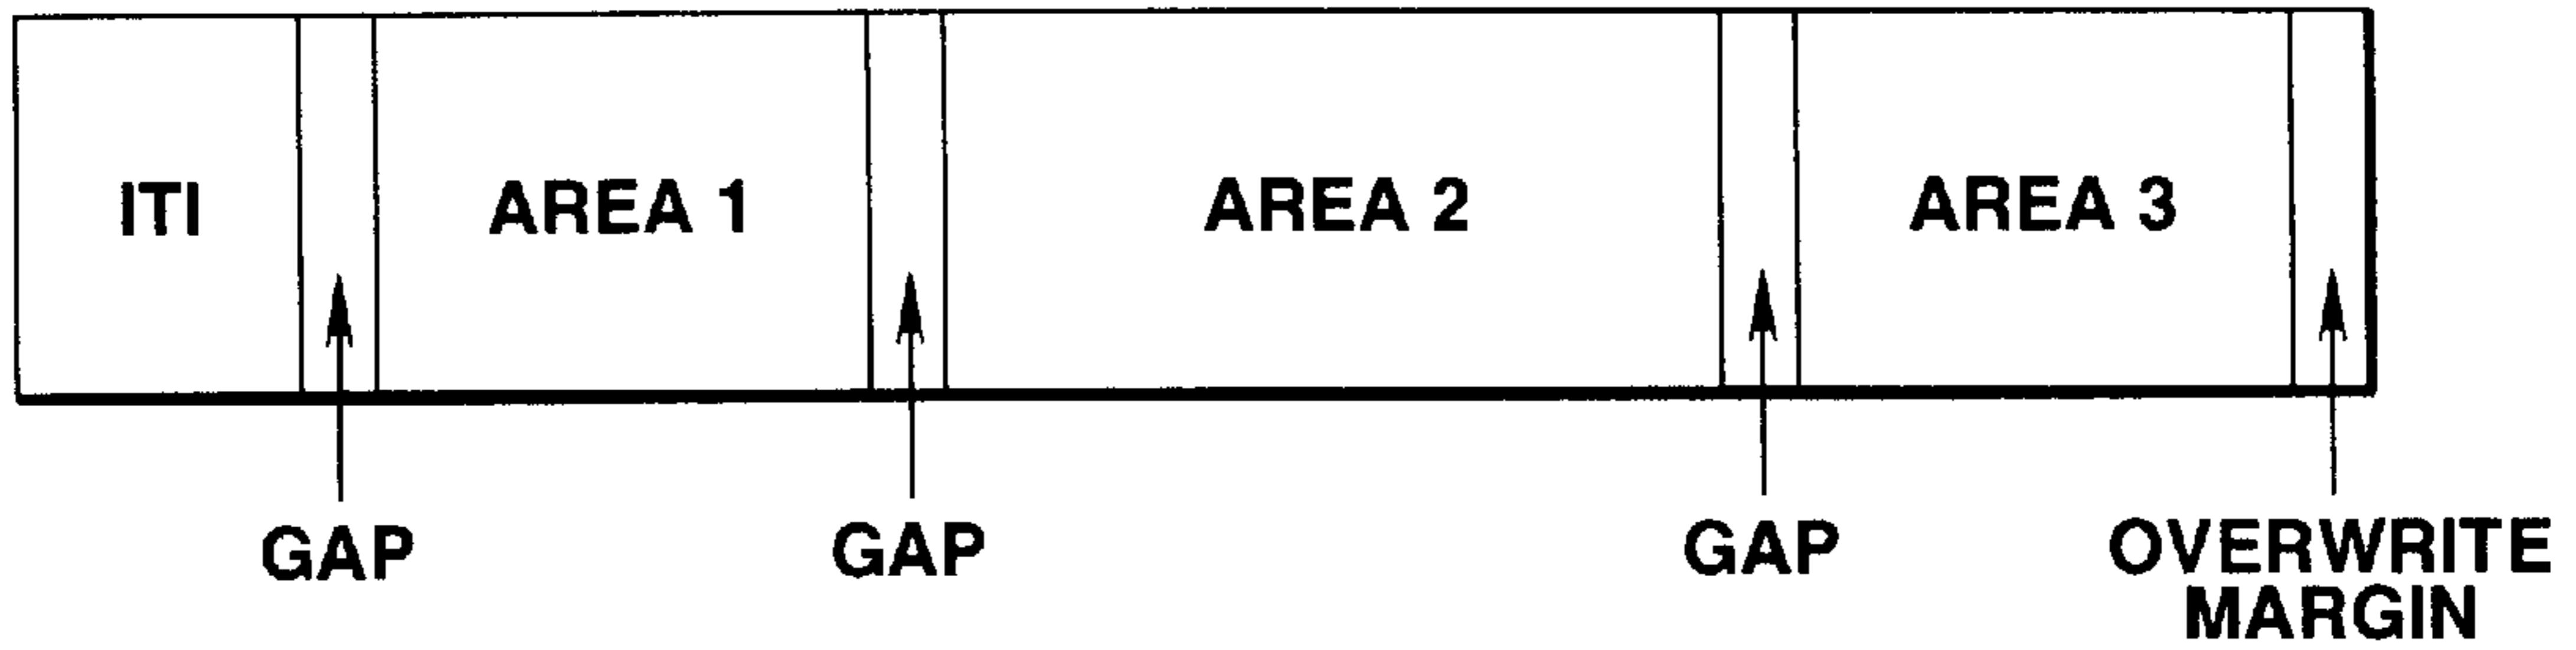 ITI AREA 1 AREA 2 AREA 3
GAP GAP GAP OVERWRITE
MARGIN